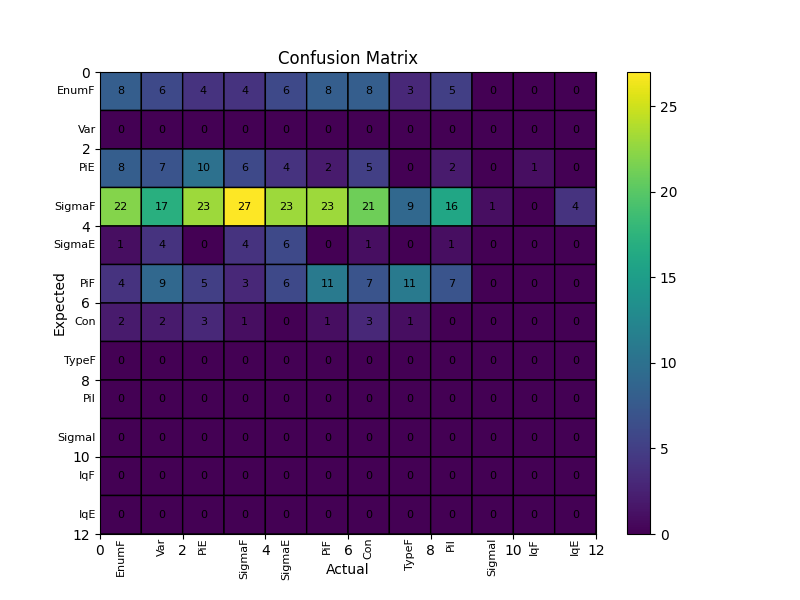 Confusion Matrix
0
EnumF 8 6 4 4 6 8 8 3 5 0 0 0
25
Var 0 0 0 0 0 0 0 0 0 0 0 0
2
PiE 8 7 10 6 4 2 5 0 2 0 1 0
20
SigmaF 22 17 23 27 23 23 21 9 16 1 0 4
4
15
SigmaE 1 4 0 4 6 0 1 0 1 0 0 0
PiF 4 9 5 3 6 11 7 11 7 0 0 0
Expected
6
Con 2 2 3 1 0 1 3 1 0 0 0 0
TypeF 0 0 0 0 0 0 0 0 0 0 0 0
10
8
PiI 0 0 0 0 0 0 0 0 0 0 0 0
SigmaI 0 0 0 0 0 0 0 0 0 0 0 0
5
10
IqF 0 0 0 0 0 0 0 0 0 0 0 0
IqE 0 0 0 0 0 0 0 0 0 0 0 0
12
0
0 2 4 6 8 10 12
EnumF Var PiE SigmaF SigmaE PiF Con TypeF PiI SigmaI IqF IqE
Actual